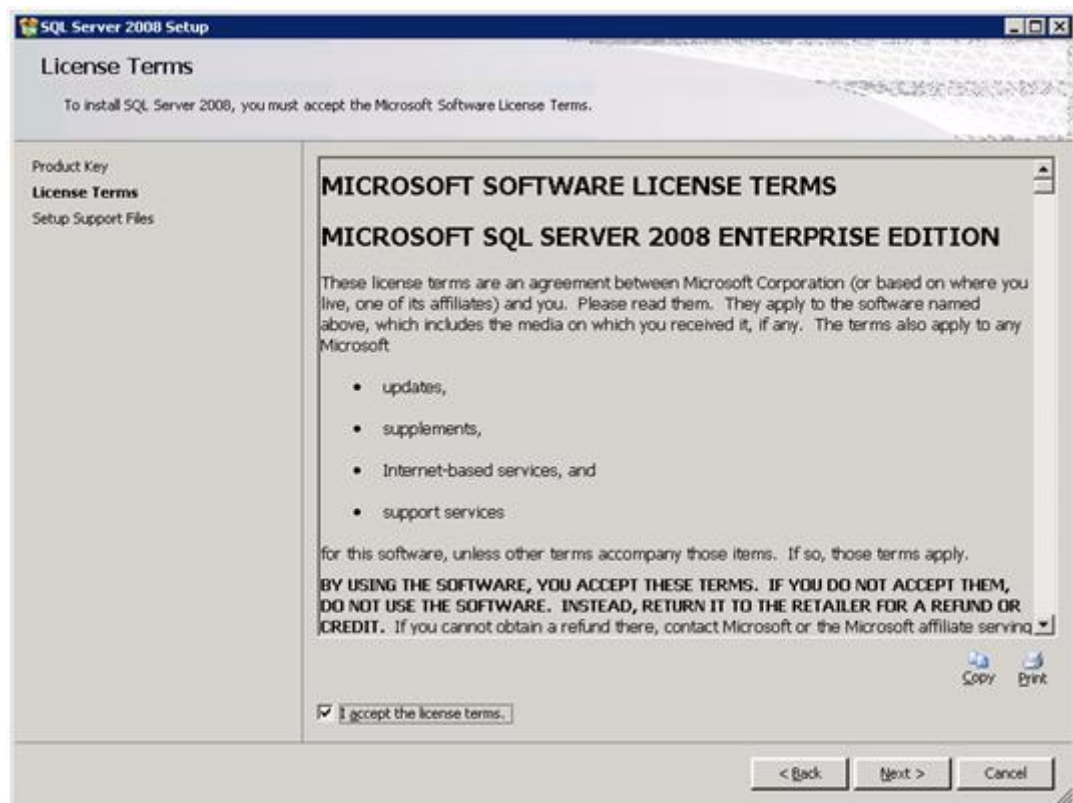 SQL Server 2008 Setup
License Terms
To install SQL Server 2008, you must accept the Microsoft Software License Terms.
Product Key
License Terms
Setup Support Files
MICROSOFT SOFTWARE LICENSE TERMS
MICROSOFT SQL SERVER 2008 ENTERPRISE EDITION
These license terms are an agreement between Microsoft Corporation (or based on where you
live, one of its affiliates) and you.  Please read them.  They apply to the software named
above, which includes the media on which you received it, if any.  The terms also apply to any
Microsoft
• updates,
• supplements,
• Internet-based services, and
• support services
for this software, unless other terms accompany those items.  If so, those terms apply.
BY USING THE SOFTWARE, YOU ACCEPT THESE TERMS.  IF YOU DO NOT ACCEPT THEM,
DO NOT USE THE SOFTWARE.  INSTEAD, RETURN IT TO THE RETAILER FOR A REFUND OR
CREDIT.  If you cannot obtain a refund there, contact Microsoft or the Microsoft affiliate serving
Copy Print
I accept the license terms.
< Back Next > Cancel